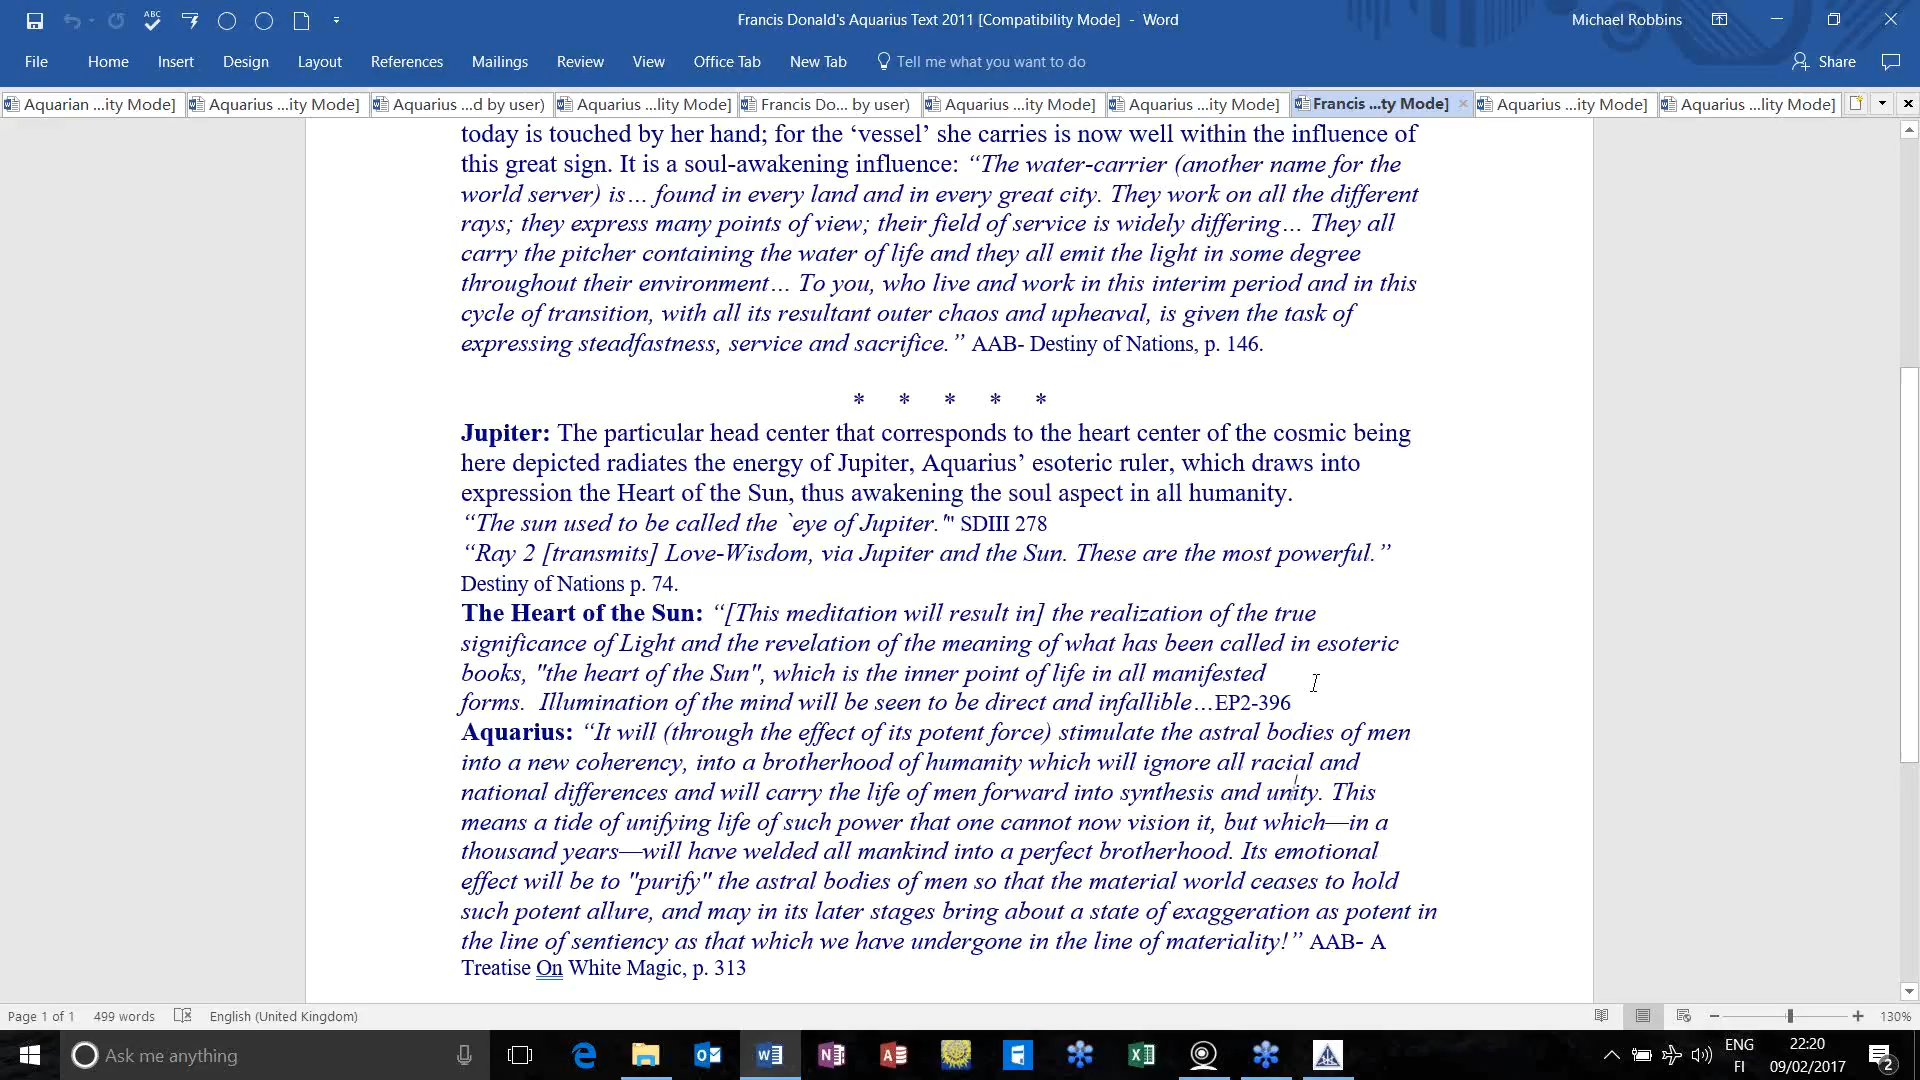 Francis Donald's Aquarius Text 2011 [Compatibility Mode] - Word
Michael Robbins
File Home Insert Design Layout References Mailings Review View Office Tab New Tab Tell me what you want to do Share
Aquarian ...ity Mode] Aquarius ...ity Mode] Aquarius ...d by user) Aquarius ...lity Mode] Francis Do... by user) Aquarius ...ity Mode] Aquarius ...ity Mode] Francis ...ty Mode] Aquarius ...ity Mode] Aquarius ...lity Mode]
today is touched by her hand; for the ‘vessel’ she carries is now well within the influence of
this great sign. It is a soul-awakening influence: “The water-carrier (another name for the
world server) is… found in every land and in every great city. They work on all the different
rays; they express many points of view; their field of service is widely differing… They all
carry the pitcher containing the water of life and they all emit the light in some degree
throughout their environment… To you, who live and work in this interim period and in this
cycle of transition, with all its resultant outer chaos and upheaval, is given the task of
expressing steadfastness, service and sacrifice.” AAB- Destiny of Nations, p. 146.
* * * * *
Jupiter: The particular head center that corresponds to the heart center of the cosmic being
here depicted radiates the energy of Jupiter, Aquarius’ esoteric ruler, which draws into
expression the Heart of the Sun, thus awakening the soul aspect in all humanity.
“The sun used to be called the `eye of Jupiter.'" SDIII 278
“Ray 2 [transmits] Love-Wisdom, via Jupiter and the Sun. These are the most powerful.”
Destiny of Nations p. 74.
The Heart of the Sun: “[This meditation will result in] the realization of the true
significance of Light and the revelation of the meaning of what has been called in esoteric
books, "the heart of the Sun", which is the inner point of life in all manifested
forms. Illumination of the mind will be seen to be direct and infallible…EP2-396
Aquarius: “It will (through the effect of its potent force) stimulate the astral bodies of men
into a new coherency, into a brotherhood of humanity which will ignore all racial and
national differences and will carry the life of men forward into synthesis and unity. This
means a tide of unifying life of such power that one cannot now vision it, but which—in a
thousand years—will have welded all mankind into a perfect brotherhood. Its emotional
effect will be to "purify" the astral bodies of men so that the material world ceases to hold
such potent allure, and may in its later stages bring about a state of exaggeration as potent in
the line of sentiency as that which we have undergone in the line of materiality!” AAB- A
Treatise On White Magic, p. 313
Page 1 of 1 499 words English (United Kingdom) 130%
Ask me anything
ENG 22:20
FI 09/02/2017 2